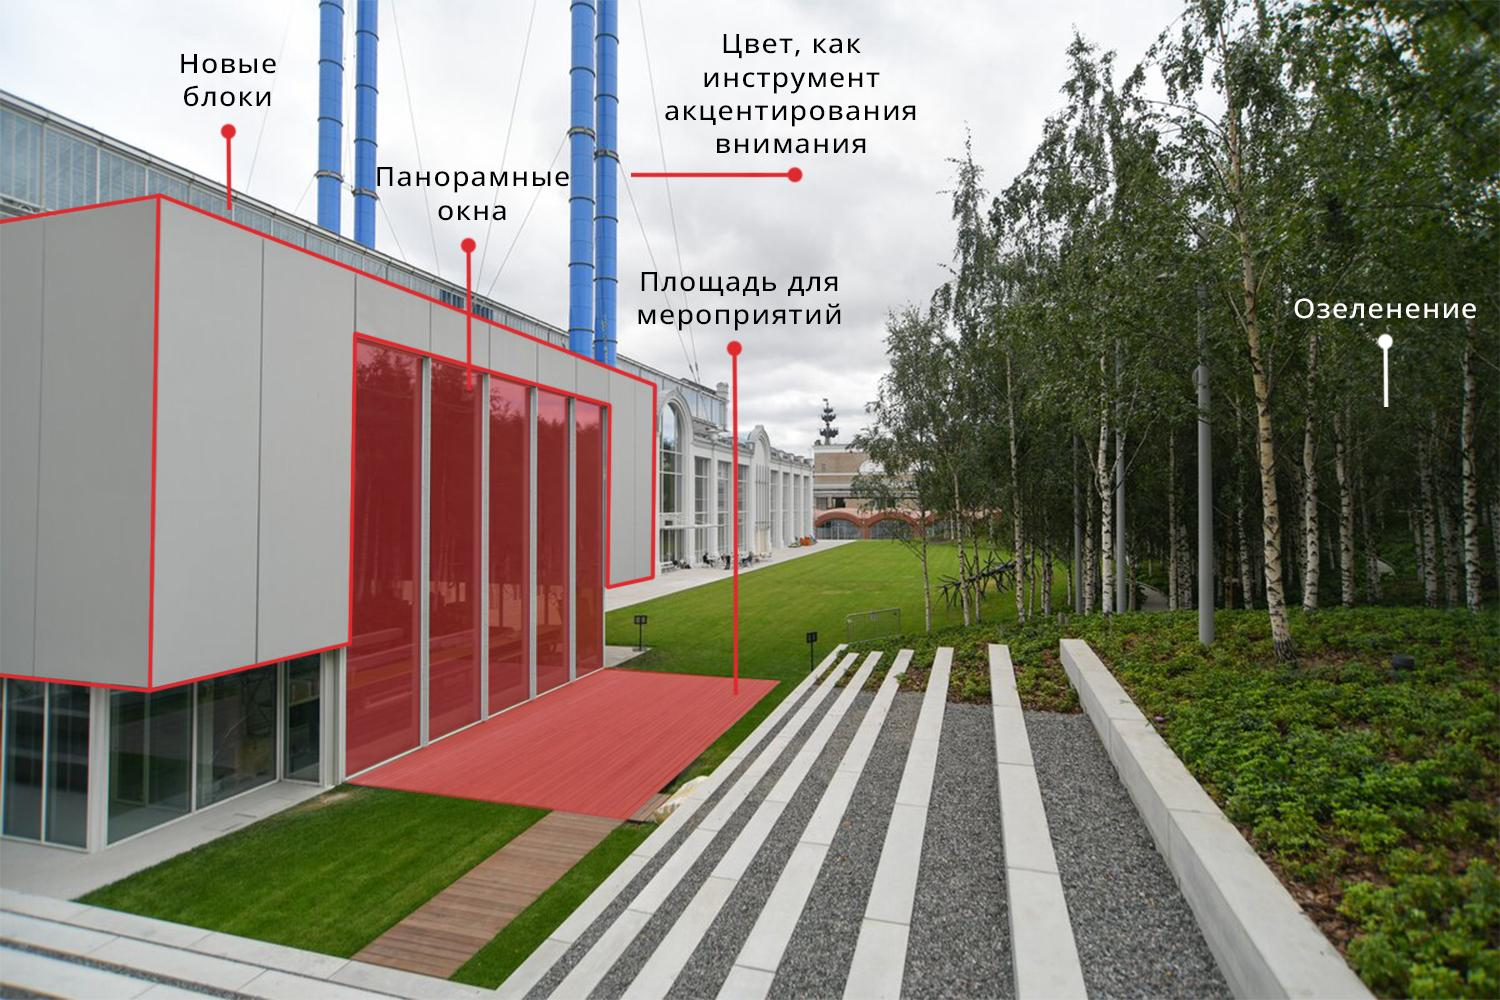 Новые
блоки
Цвет, как
инструмент
акцентирования
внимания
Панорамные
окна
Площадь для
мероприятий
Озеленение